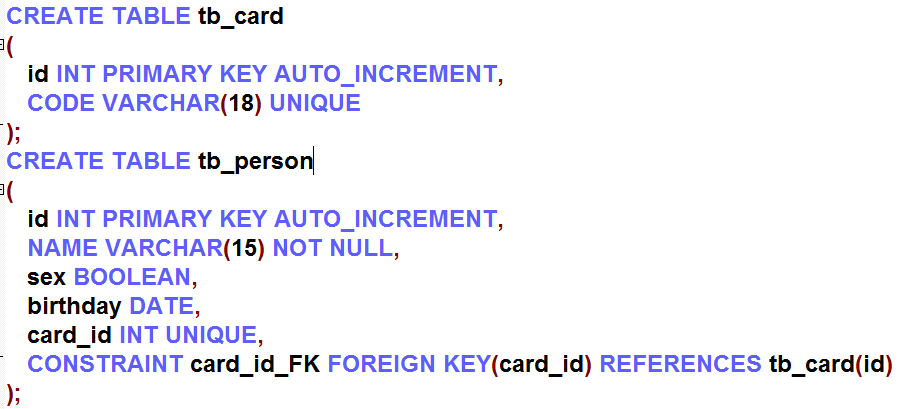 CREATE TABLE tb_card
(
id INT PRIMARY KEY AUTO_INCREMENT,
CODE VARCHAR(18) UNIQUE
);
CREATE TABLE tb_person
(
id INT PRIMARY KEY AUTO_INCREMENT,
NAME VARCHAR(15) NOT NULL,
sex BOOLEAN,
birthday DATE,
card_id INT UNIQUE,
CONSTRAINT card_id_FK FOREIGN KEY(card_id) REFERENCES tb_card(id)
);